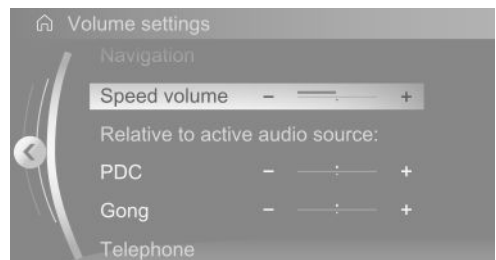 Volume settings
Navigation
Speed volume - +
Relative to active audio source:
PDC - +
Gong - +
Telephone